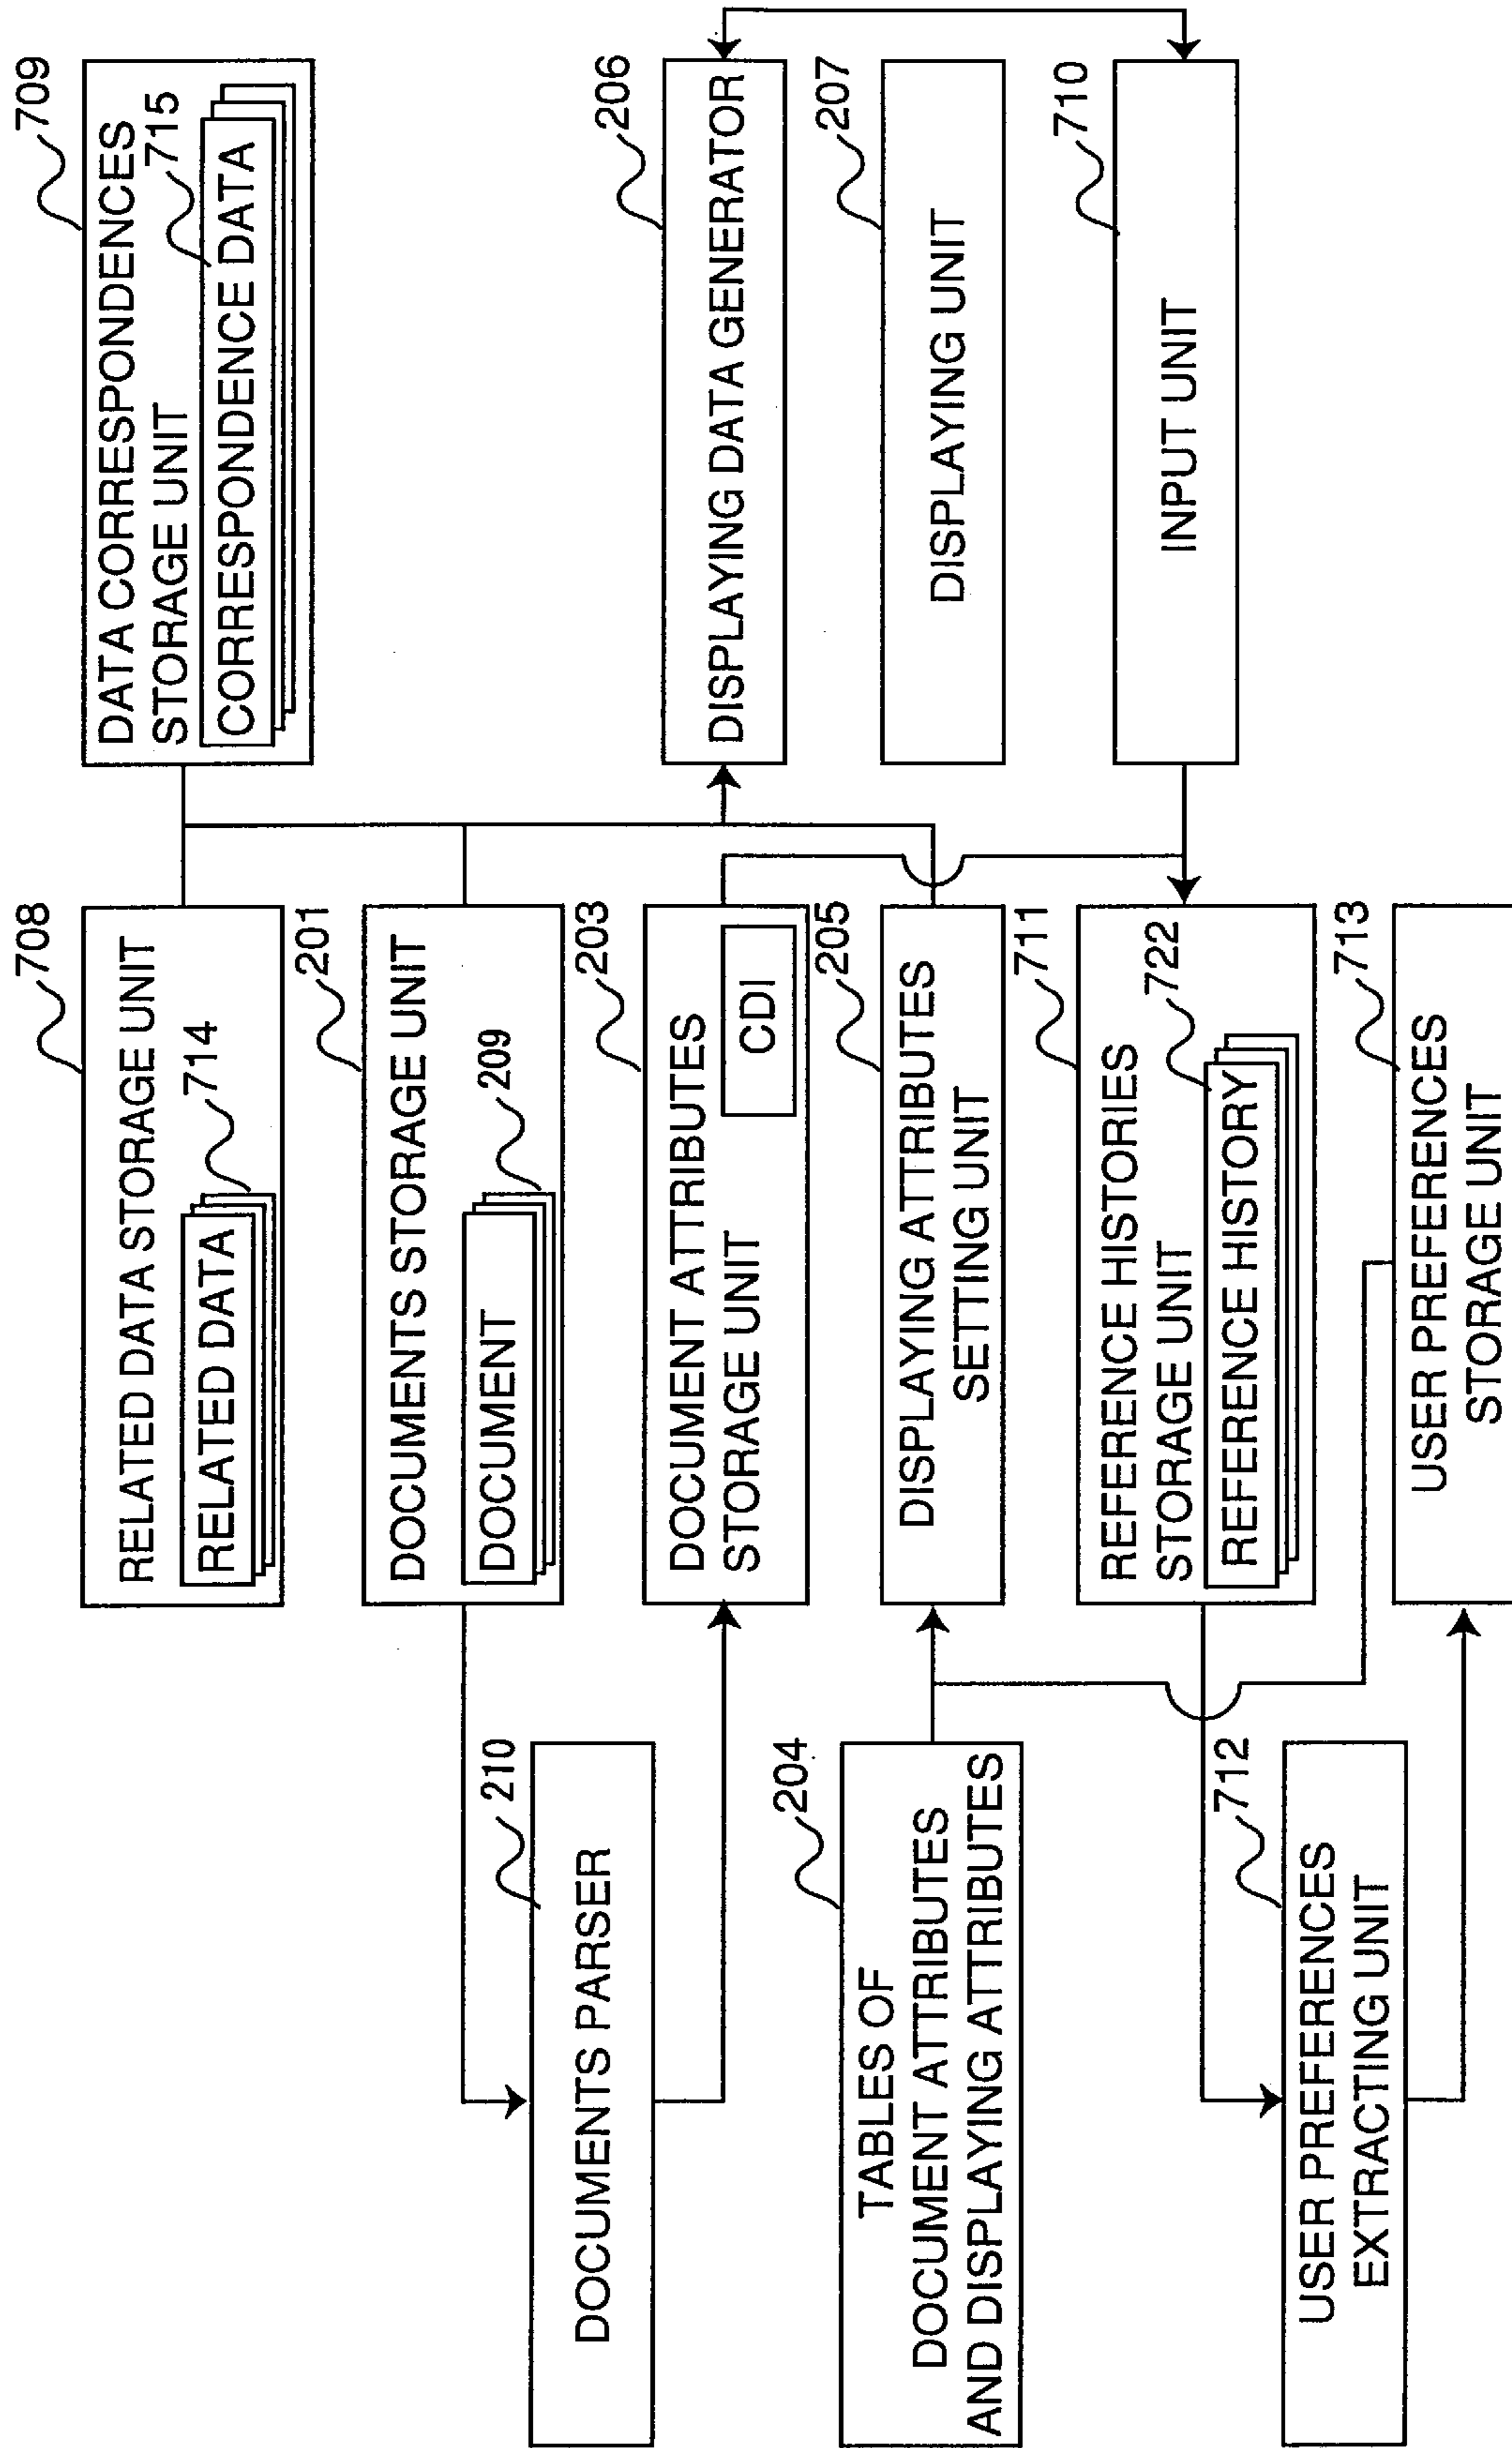 708
RELATED DATA STORAGE UNIT
714
RELATED DATA
709
DATA CORRESPONDENCES
STORAGE UNIT
715
CORRESPONDENCE DATA
201
DOCUMENTS STORAGE UNIT
209
DOCUMENT
210
DOCUMENTS PARSER
203
DOCUMENT ATTRIBUTES
STORAGE UNIT
CDI
206
DISPLAYING DATA GENERATOR
204
TABLES OF
DOCUMENT ATTRIBUTES
AND DISPLAYING ATTRIBUTES
205
DISPLAYING ATTRIBUTES
SETTING UNIT
207
DISPLAYING UNIT
711
REFERENCE HISTORIES
STORAGE UNIT
722
REFERENCE HISTORY
710
INPUT UNIT
712
USER PREFERENCES
EXTRACTING UNIT
713
USER PREFERENCES
STORAGE UNIT